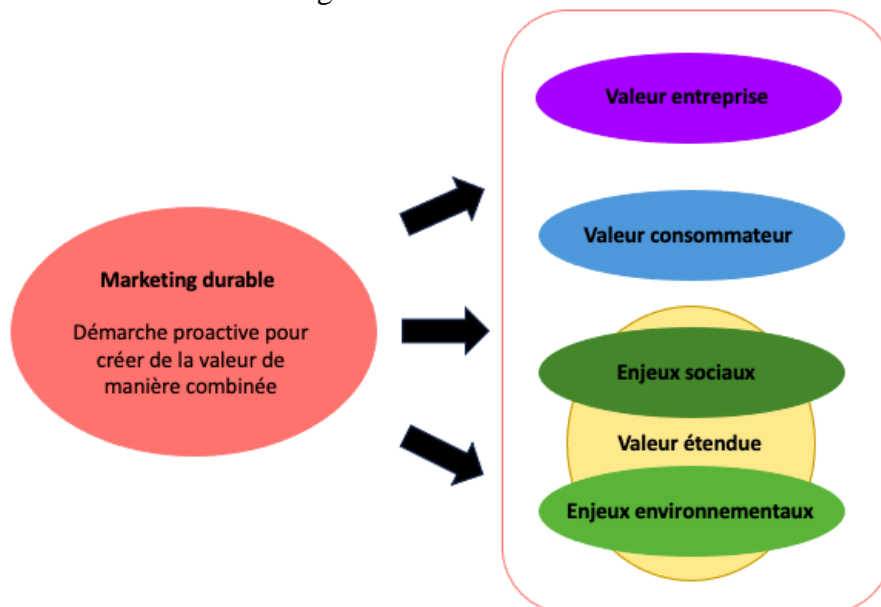 Valeur entreprise
Valeur consommateur
Marketing durable
Démarche proactive pour
créer de la valeur de
manière combinée
Enjeux sociaux
Valeur étendue
Enjeux environnementaux